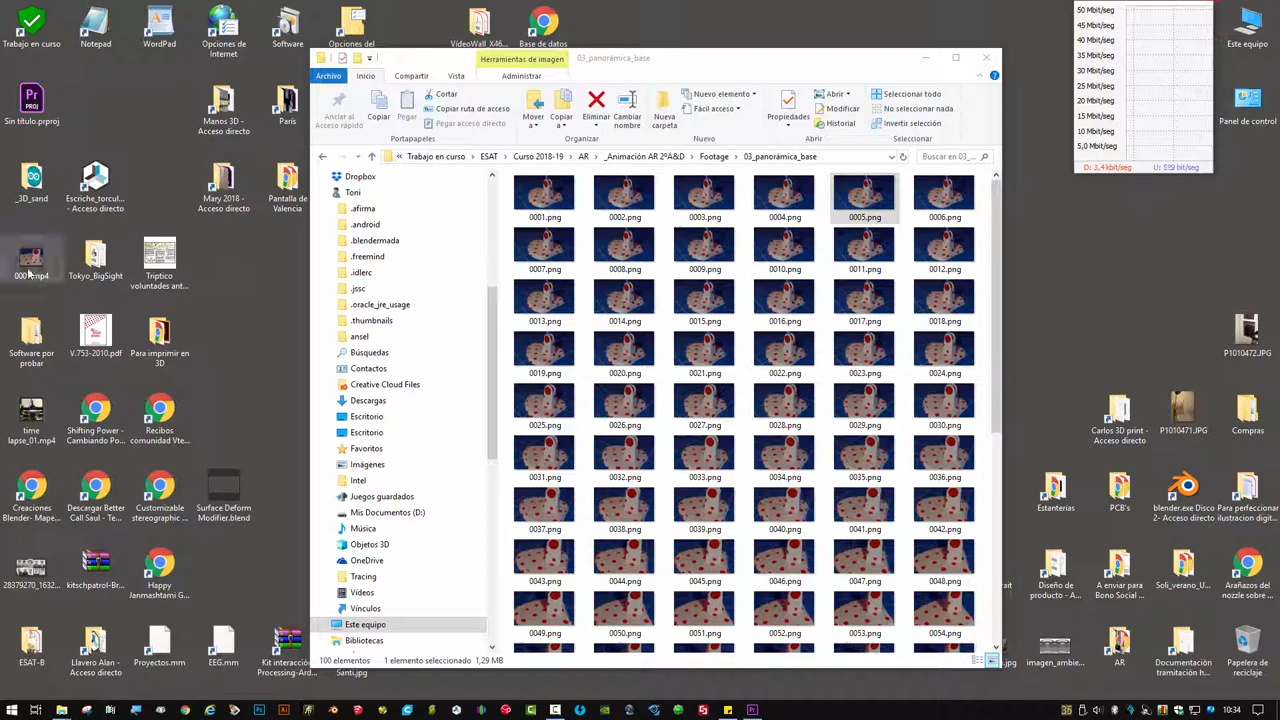 Trabajo en curso
Notepad
WordPad
Opciones de
Internet
Software
Opciones del
VídeoWall_X46...
Base de datos
Sin título.prproj
Manos 3D -
Acceso directo
París
_3D_sand
Escriche_torcul...
- Acceso directo
Mary 2018 -
Acceso directo
Pantalla de
Valencia
Tokyo_BigSight
Triptico
voluntades ant...
Software por
probar
V.753-2010.pdf
Para imprimir en
3D
time
lapse_01.mp4
Shifting Power -
Cambiando Po...
Recibos
comunidad Vte...
Creaciones
Blender- Mape...
Descargar Better
Call Saul - Te...
Customizable
stereographic ...
Surface Deform
Modifier.blend
28379270_1632...
kitschpatrol-Br...
Happy
Janmashtami G...
ESAT-B
Llavero Alan -
Acceso directo
Proyectos.mm
EEG.mm
Kit interacción
Processing-Ard...
Santi.jpg
Herramientas de imagen
03_panorámica_base
Archivo
Inicio
Compartir
Vista
Administrar
Anclar al
Acceso rápido
Copiar
Pegar
Cortar
Copiar ruta de acceso
Pegar acceso directo
Portapapeles
Mover
a
Copiar
a
Eliminar
Cambiar
nombre
Organizar
Nueva
carpeta
Nuevo elemento
Fácil acceso
Nuevo
Propiedades
Abrir
Modificar
Historial
Abrir
Seleccionar todo
No seleccionar nada
Invertir selección
Seleccionar
« Trabajo en curso > ESAT > Curso 2018-19 > AR > _Animación AR 2ºA&D > Footage > 03_panorámica_base
Buscar en 03_...
Dropbox
Toni
.afirma
.android
.blendermada
.freemind
.idlerc
.jssc
.oracle_jre_usage
.thumbnails
ansel
Búsquedas
Contactos
Creative Cloud Files
Descargas
Escritorio
Escritorio
Favoritos
Imágenes
Intel
Juegos guardados
Mis Documentos (D:)
Música
Objetos 3D
OneDrive
Tracing
Vídeos
Vínculos
Este equipo
Bibliotecas
0001.png 0002.png 0003.png 0004.png 0005.png 0006.png
0007.png 0008.png 0009.png 0010.png 0011.png 0012.png
0013.png 0014.png 0015.png 0016.png 0017.png 0018.png
0019.png 0020.png 0021.png 0022.png 0023.png 0024.png
0025.png 0026.png 0027.png 0028.png 0029.png 0030.png
0031.png 0032.png 0033.png 0034.png 0035.png 0036.png
0037.png 0038.png 0039.png 0040.png 0041.png 0042.png
0043.png 0044.png 0045.png 0046.png 0047.png 0048.png
0049.png 0050.png 0051.png 0052.png 0053.png 0054.png
100 elementos 1 elemento seleccionado 1,29 MB
50 Mbit/seg
45 Mbit/seg
40 Mbit/seg
35 Mbit/seg
30 Mbit/seg
25 Mbit/seg
20 Mbit/seg
15 Mbit/seg
10 Mbit/seg
5,0 Mbit/seg
D: 3,4 kbit/seg
Este equipo
Panel de control
P1010472.JPG
Carlos 3D print -
Acceso directo
P1010471.JPG
Compras
Estanterías
PCB's
blender.exe Disco
2- Acceso directo
Para perfeccionar
ilustracion digit...
Diseño de
producto - A...
A enviar para
Bono Social ...
Soli_verano_U...
Arañazos del
nozzle sobre ...
imagen_ambie...
AR
Documentación
tramitación h...
Papelera de
reciclaje
10:34